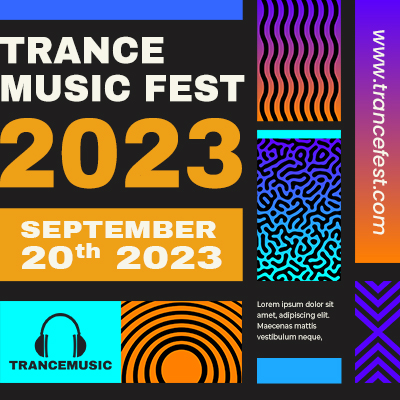 TRANCE
MUSIC FEST
2023
SEPTEMBER
20th 2023
TRANCEMUSIC
Lorem ipsum dolor sit
amet, adipiscing elit.
Maecenas mattis
vestibulum neque,
www.trancefest.com